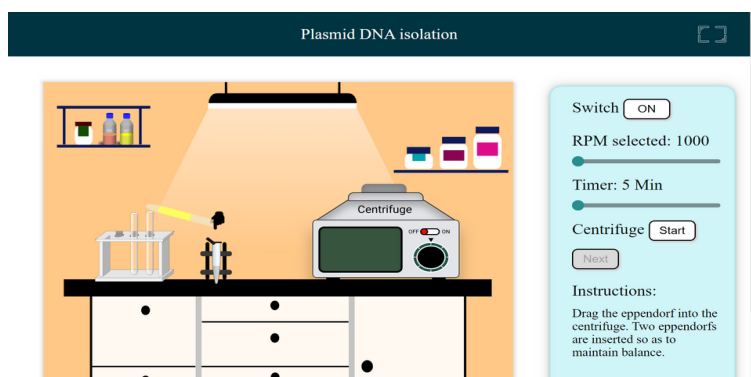 Plasmid DNA isolation
Switch ON
RPM selected: 1000
Timer: 5 Min
Centrifuge Start
Next
Instructions:
Drag the eppendorf into the
centrifuge. Two eppendorfs
are inserted so as to
maintain balance.
Centrifuge
OFF ON